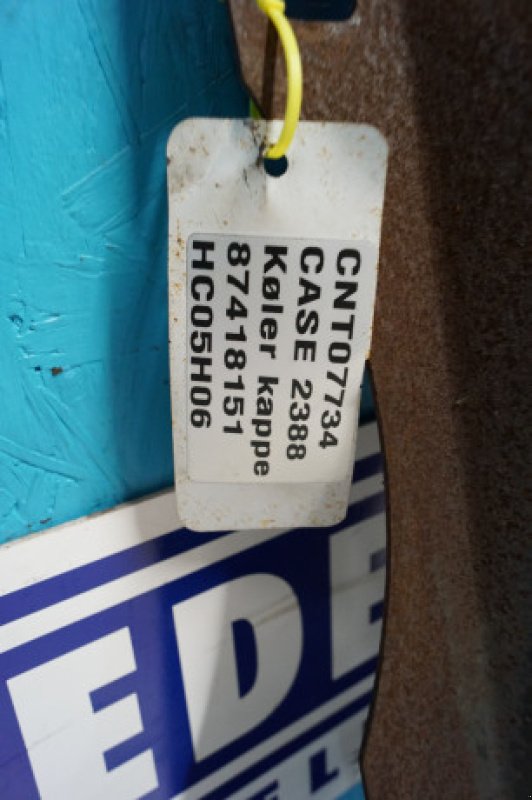 CNT07734
CASE 2388
Køler kappe
87418151
HC05H06
EDE